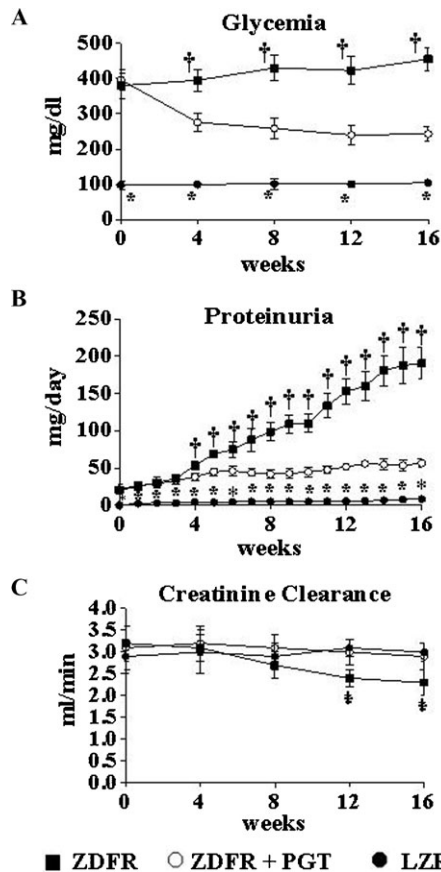 A
Glycemia
500
400
300
200
100
0
mg/dl
† † † †
* * * * *
0 4 8 12 16
weeks
B
Proteinuria
250
200
150
100
50
0
mg/day
† † † † † † † † † † † † †
* * * * * * * * * * * * * * * * *
0 4 8 12 16
weeks
C
Creatinine Clearance
4.0
3.5
3.0
2.5
2.0
1.5
1.0
0.5
0.0
ml/min
‡ ‡
0 4 8 12 16
weeks
■ ZDFR ○ ZDFR + PGT ● LZR